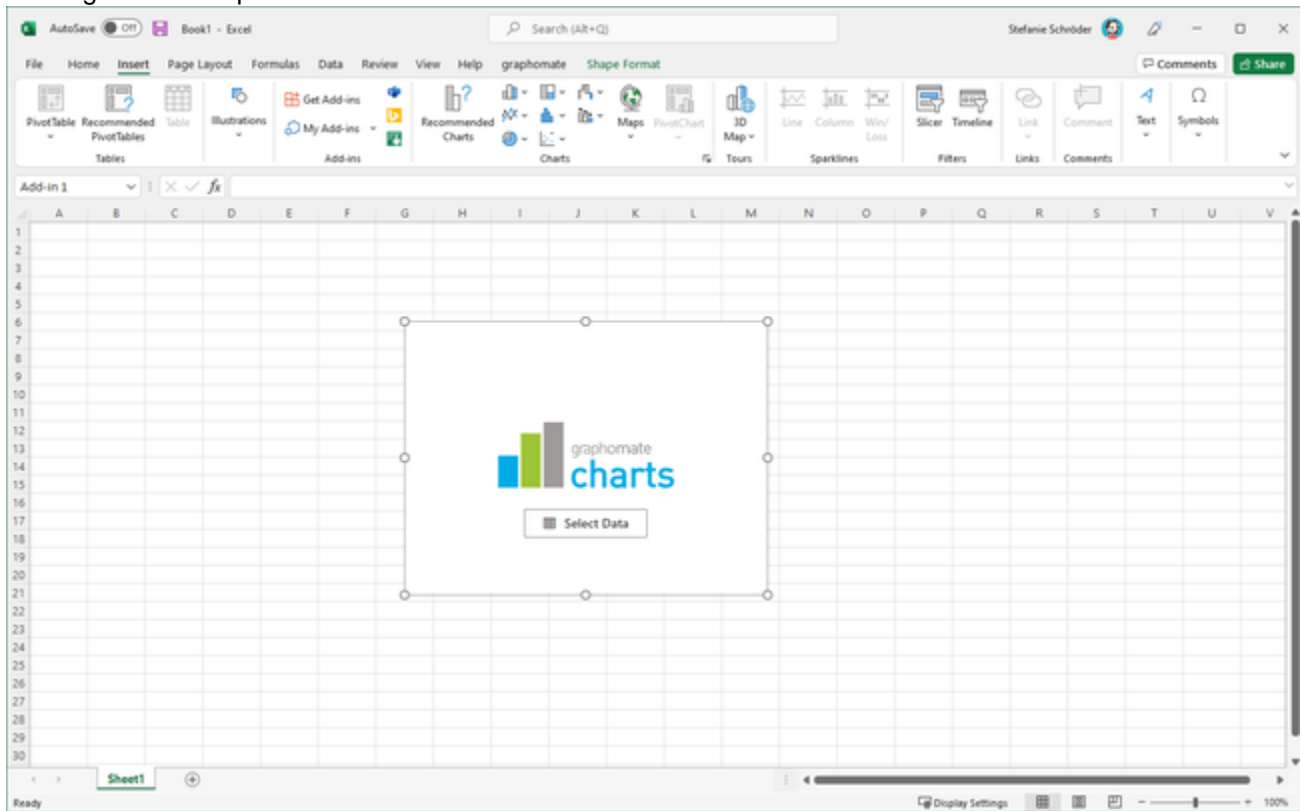 AutoSave Off Book1 - Excel Search (Alt+Q) Stefanie Schröder
File Home Insert Page Layout Formulas Data Review View Help graphomate Shape Format Comments Share
PivotTable Recommended PivotTables Table Illustrations Get Add-ins My Add-ins Recommended Charts Maps PivotChart 3D Map Line Column Win/Loss Slicer Timeline Link Comment Text Symbols
Tables Add-ins Charts Tours Sparklines Filters Links Comments
Add-in 1 fx
A B C D E F G H I J K L M N O P Q R S T U V
1
2
3
4
5
6
7
8
9
10
11
12
13
14
15
16
17
18
19
20
21
22
23
24
25
26
27
28
29
30
graphomate
charts
Select Data
Sheet1
Ready Display Settings 100%